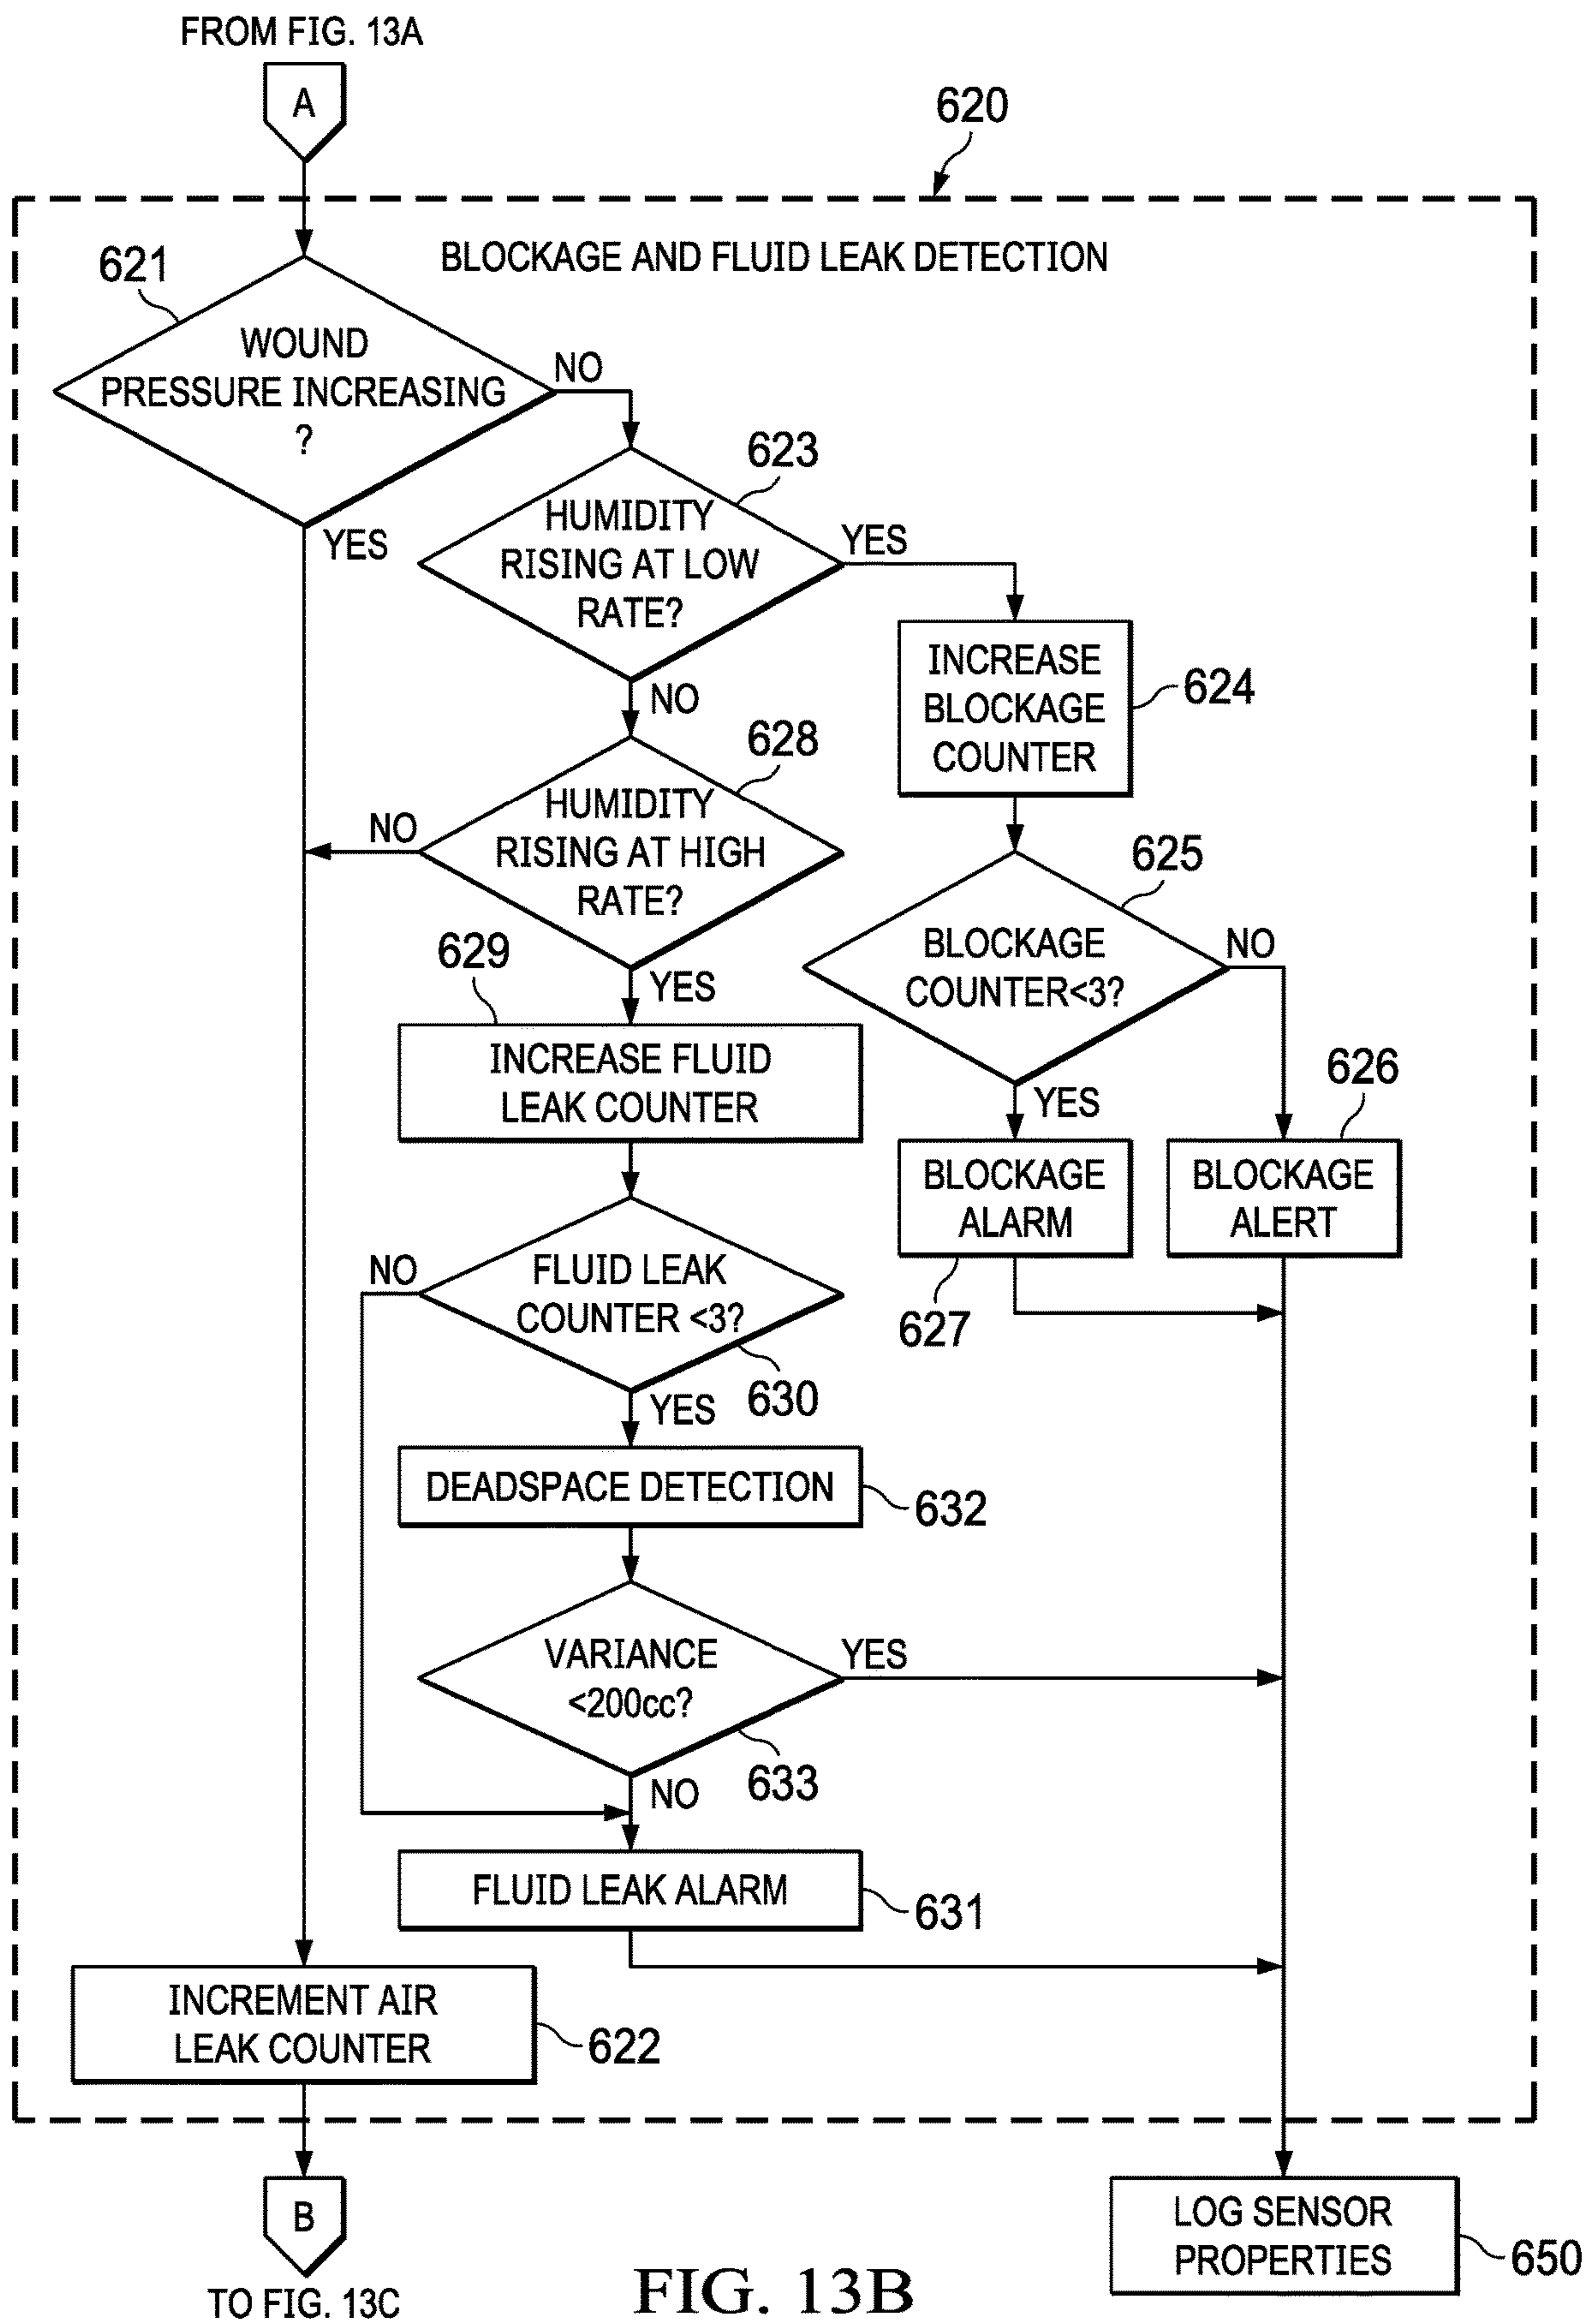 FROM FIG. 13A
A
620
BLOCKAGE AND FLUID LEAK DETECTION
621
WOUND
PRESSURE INCREASING
?
NO
YES
623
HUMIDITY
RISING AT LOW
RATE?
YES
NO
INCREASE
BLOCKAGE
COUNTER
624
628
HUMIDITY
RISING AT HIGH
RATE?
NO
YES
625
BLOCKAGE
COUNTER<3?
NO
YES
629
INCREASE FLUID
LEAK COUNTER
626
BLOCKAGE
ALARM
627
BLOCKAGE
ALERT
FLUID LEAK
COUNTER <3?
NO
630
YES
DEADSPACE DETECTION
632
VARIANCE
<200cc?
YES
633
NO
FLUID LEAK ALARM
631
INCREMENT AIR
LEAK COUNTER
622
B
TO FIG. 13C
LOG SENSOR
PROPERTIES
650
FIG. 13B